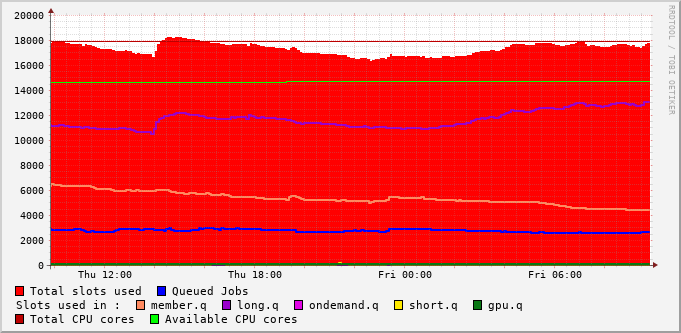 20000
18000
16000
14000
12000
10000
8000
6000
4000
2000
0
Thu 12:00 Thu 18:00 Fri 00:00 Fri 06:00
RRDTOOL / TOBI OETIKER
Total slots used Queued Jobs
Slots used in : member.q long.q ondemand.q short.q gpu.q
Total CPU cores Available CPU cores